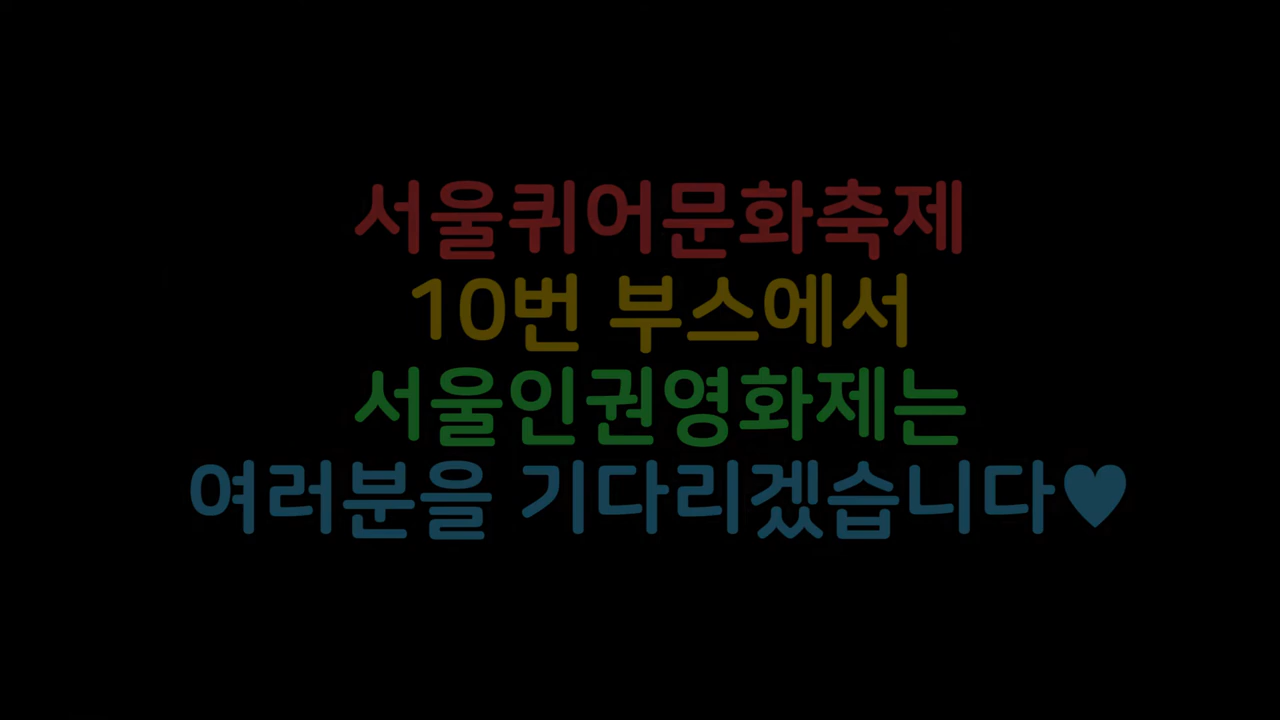 서울퀴어문화축제
10번 부스에서
서울인권영화제는
여러분을 기다리겠습니다♥